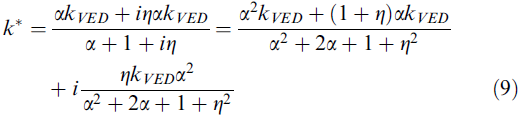 k* = (αk_VED + iηαk_VED)/(α + 1 + iη) = (α²k_VED + (1 + η)αk_VED)/(α² + 2α + 1 + η²)
+ i (ηk_VEDα²)/(α² + 2α + 1 + η²) (9)